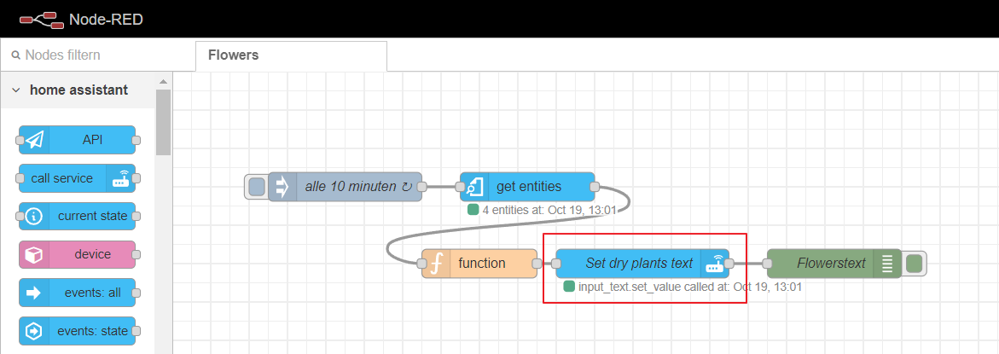 Node-RED
Nodes filtern
Flowers
home assistant
API
call service
current state
device
events: all
events: state
alle 10 minuten ↻
get entities
4 entities at: Oct 19, 13:01
function
Set dry plants text
input_text.set_value called at: Oct 19, 13:01
Flowerstext